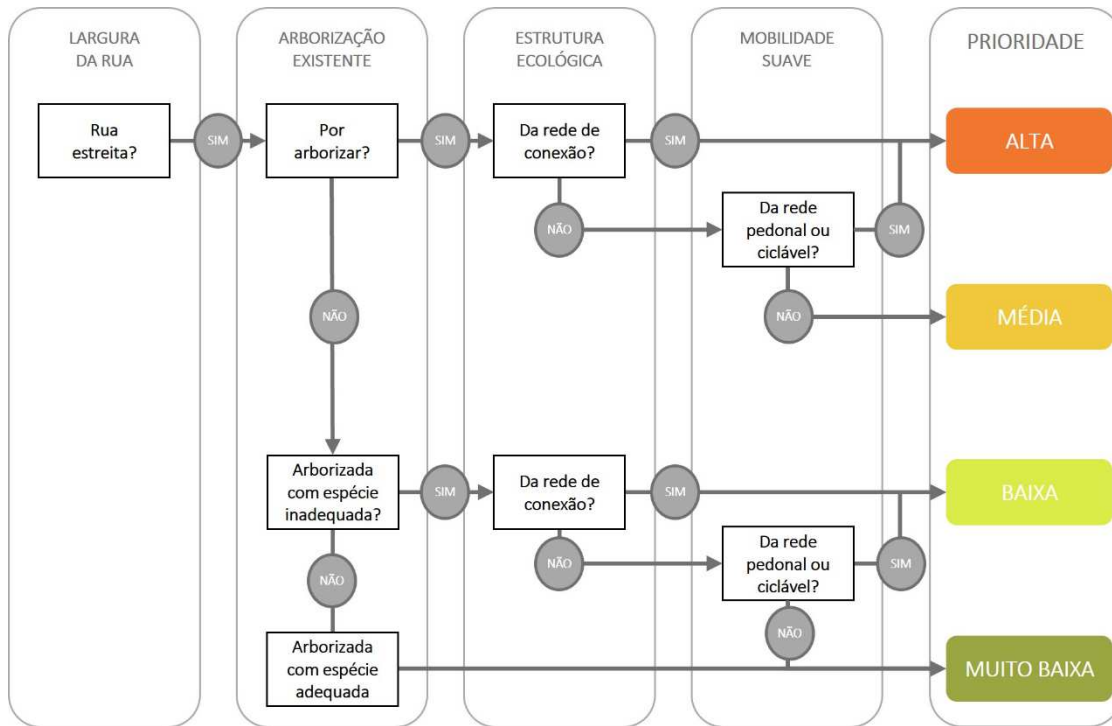 LARGURA
DA RUA
ARBORIZAÇÃO
EXISTENTE
ESTRUTURA
ECOLÓGICA
MOBILIDADE
SUAVE
PRIORIDADE
Rua
estreita?
SIM
Por
arborizar?
SIM
Da rede de
conexão?
SIM
ALTA
NÃO
Da rede
pedonal ou
ciclável?
SIM
NÃO
NÃO
MÉDIA
Arborizada
com espécie
inadequada?
SIM
Da rede de
conexão?
SIM
BAIXA
NÃO
NÃO
Da rede
pedonal ou
ciclável?
SIM
NÃO
Arborizada
com espécie
adequada
MUITO BAIXA